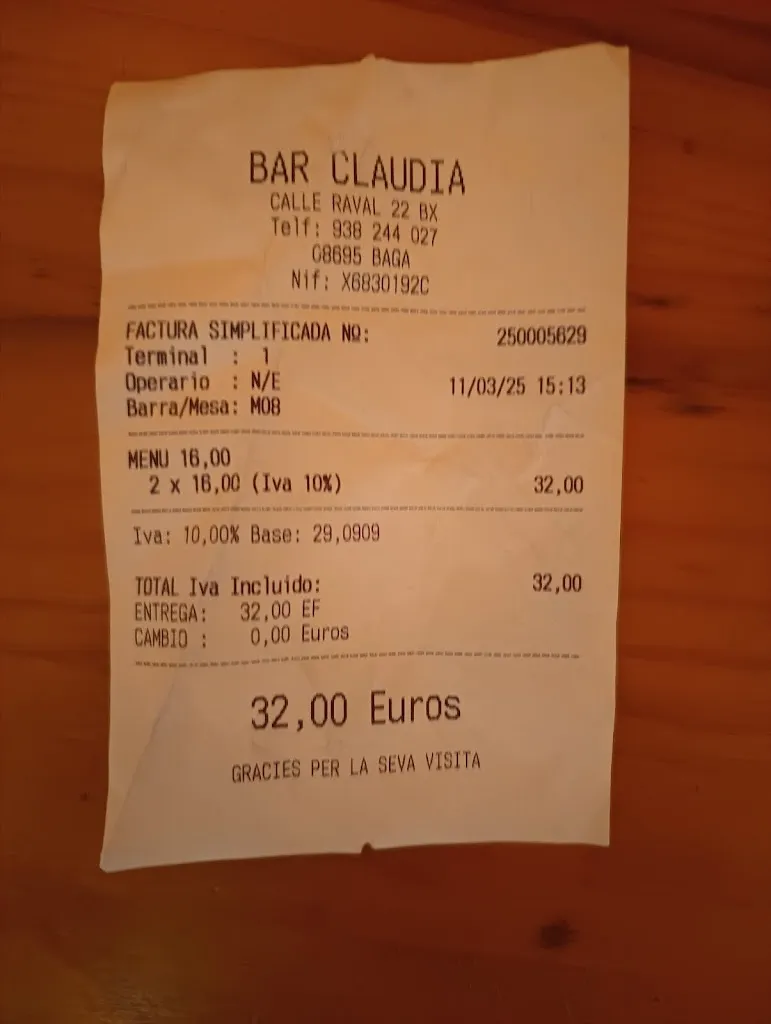 BAR CLAUDIA
CALLE RAVAL 22 BX
Telf: 938 244 027
08695 BAGA
Nif: X6830192C
FACTURA SIMPLIFICADA Nº: 250005629
Terminal : 1
Operario : N/E 11/03/25 15:13
Barra/Mesa: M08
MENU 16,00
2 x 16,00 (Iva 10%) 32,00
Iva: 10,00% Base: 29,0909
TOTAL Iva Incluido: 32,00
ENTREGA: 32,00 EF
CAMBIO : 0,00 Euros
32,00 Euros
GRACIES PER LA SEVA VISITA